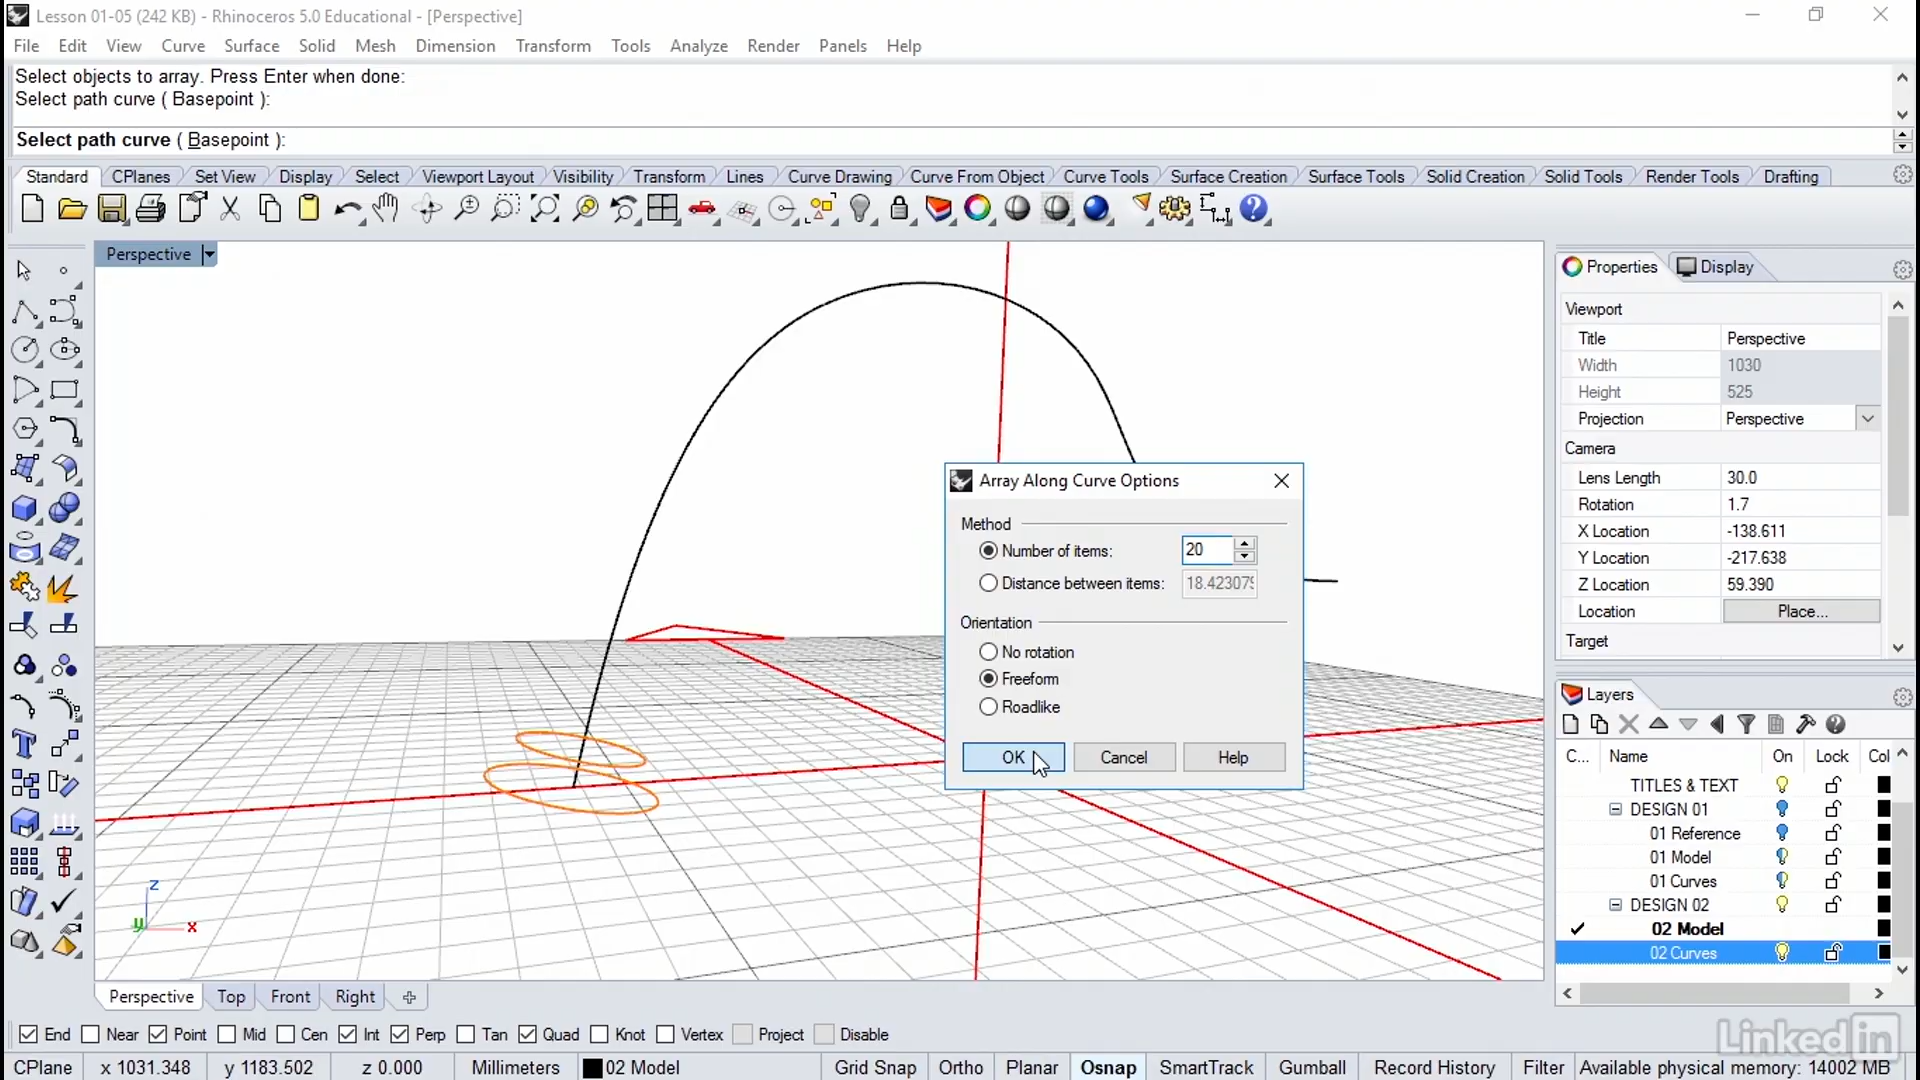 Lesson 01-05 (242 KB) - Rhinoceros 5.0 Educational - [Perspective]
File Edit View Curve Surface Solid Mesh Dimension Transform Tools Analyze Render Panels Help
Select objects to array. Press Enter when done:
Select path curve ( Basepoint ):
Select path curve ( Basepoint ):
Standard CPlanes Set View Display Select Viewport Layout Visibility Transform Lines Curve Drawing Curve From Object Curve Tools Surface Creation Surface Tools Solid Creation Solid Tools Render Tools Drafting
Perspective
Properties Display
Viewport
Title Perspective
Width 1030
Height 525
Projection Perspective
Camera
Lens Length 30.0
Rotation 1.7
X Location -138.611
Y Location -217.638
Z Location 59.390
Location Place...
Target
Array Along Curve Options
Method
Number of items: 20
Distance between items: 18.423079
Orientation
No rotation
Freeform
Roadlike
OK Cancel Help
Layers
C... Name On Lock Col
TITLES & TEXT
DESIGN 01
01 Reference
01 Model
01 Curves
DESIGN 02
02 Model
02 Curves
z
y x
Perspective Top Front Right
End Near Point Mid Cen Int Perp Tan Quad Knot Vertex Project Disable
LinkedIn
CPlane x 1031.348 y 1183.502 z 0.000 Millimeters 02 Model Grid Snap Ortho Planar Osnap SmartTrack Gumball Record History Filter Available physical memory: 14002 MB